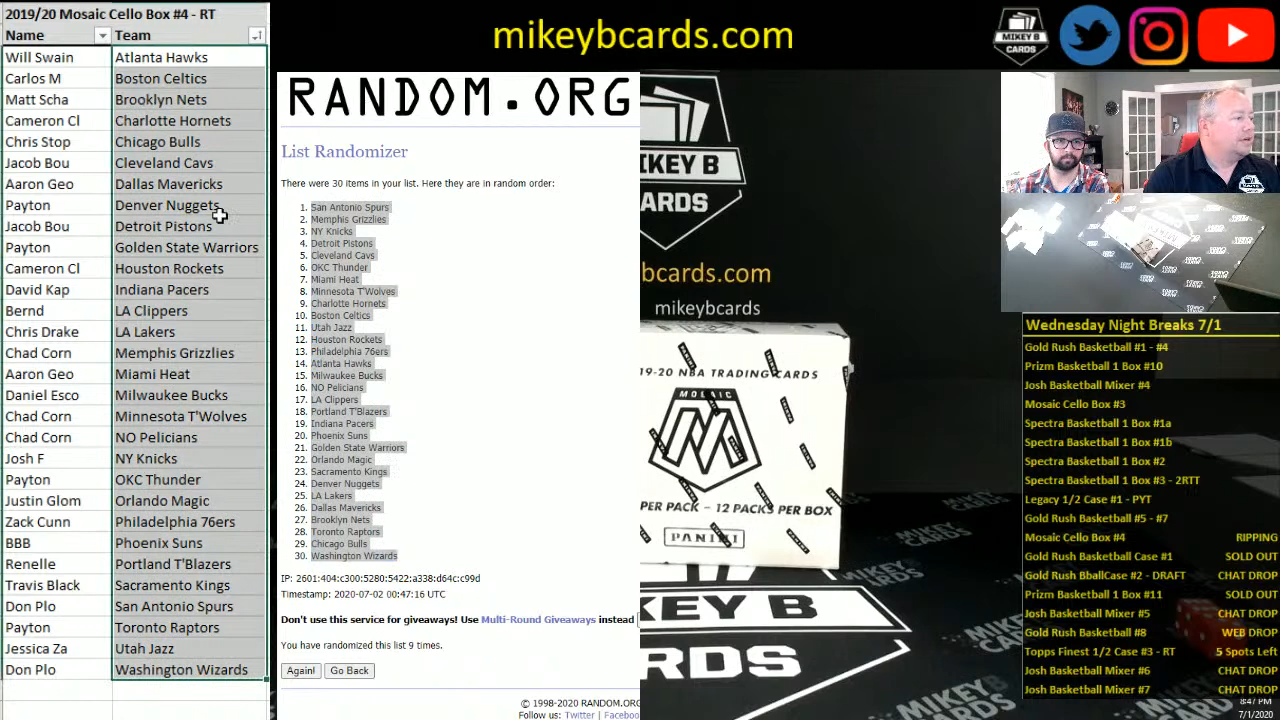 2019/20 Mosaic Cello Box #4 - RT
Name Team
Will Swain Atlanta Hawks
Carlos M Boston Celtics
Matt Scha Brooklyn Nets
Cameron Cl Charlotte Hornets
Chris Stop Chicago Bulls
Jacob Bou Cleveland Cavs
Aaron Geo Dallas Mavericks
Payton Denver Nuggets
Jacob Bou Detroit Pistons
Payton Golden State Warriors
Cameron Cl Houston Rockets
David Kap Indiana Pacers
Bernd LA Clippers
Chris Drake LA Lakers
Chad Corn Memphis Grizzlies
Aaron Geo Miami Heat
Daniel Esco Milwaukee Bucks
Chad Corn Minnesota T'Wolves
Chad Corn NO Pelicians
Josh F NY Knicks
Payton OKC Thunder
Justin Glom Orlando Magic
Zack Cunn Philadelphia 76ers
BBB Phoenix Suns
Renelle Portland T'Blazers
Travis Black Sacramento Kings
Don Plo San Antonio Spurs
Payton Toronto Raptors
Jessica Za Utah Jazz
Don Plo Washington Wizards
mikeybcards.com
RANDOM.ORG
List Randomizer
There were 30 items in your list. Here they are in random order:
1. San Antonio Spurs
2. Memphis Grizzlies
3. NY Knicks
4. Detroit Pistons
5. Cleveland Cavs
6. OKC Thunder
7. Miami Heat
8. Minnesota T'Wolves
9. Charlotte Hornets
10. Boston Celtics
11. Utah Jazz
12. Houston Rockets
13. Philadelphia 76ers
14. Atlanta Hawks
15. Milwaukee Bucks
16. NO Pelicians
17. LA Clippers
18. Portland T'Blazers
19. Indiana Pacers
20. Phoenix Suns
21. Golden State Warriors
22. Orlando Magic
23. Sacramento Kings
24. Denver Nuggets
25. LA Lakers
26. Dallas Mavericks
27. Brooklyn Nets
28. Toronto Raptors
29. Chicago Bulls
30. Washington Wizards
IP: 2601:404:c300:5280:5422:a338:d64c:c99d
Timestamp: 2020-07-02 00:47:16 UTC
Don't use this service for giveaways! Use Multi-Round Giveaways instead
You have randomized this list 9 times.
Again! Go Back
© 1998-2020 RANDOM.ORG
Follow us: Twitter | Faceboo
IKEY B
CARDS
bcards.com
mikeybcards
19-20 NBA TRADING CARDS
MOSAIC
PER PACK - 12 PACKS PER BOX
PANINI
KEY B
RDS
MIKEY B
CARDS
Wednesday Night Breaks 7/1
Gold Rush Basketball #1 - #4
Prizm Basketball 1 Box #10
Josh Basketball Mixer #4
Mosaic Cello Box #3
Spectra Basketball 1 Box #1a
Spectra Basketball 1 Box #1b
Spectra Basketball 1 Box #2
Spectra Basketball 1 Box #3 - 2RTT
Legacy 1/2 Case #1 - PYT
Gold Rush Basketball #5 - #7
Mosaic Cello Box #4 RIPPING
Gold Rush Basketball Case #1 SOLD OUT
Gold Rush BballCase #2 - DRAFT CHAT DROP
Prizm Basketball 1 Box #11 SOLD OUT
Josh Basketball Mixer #5 CHAT DROP
Gold Rush Basketball #8 WEB DROP
Topps Finest 1/2 Case #3 - RT 5 Spots Left
Josh Basketball Mixer #6 CHAT DROP
Josh Basketball Mixer #7 CHAT DROP
8:47 PM
7/1/2020